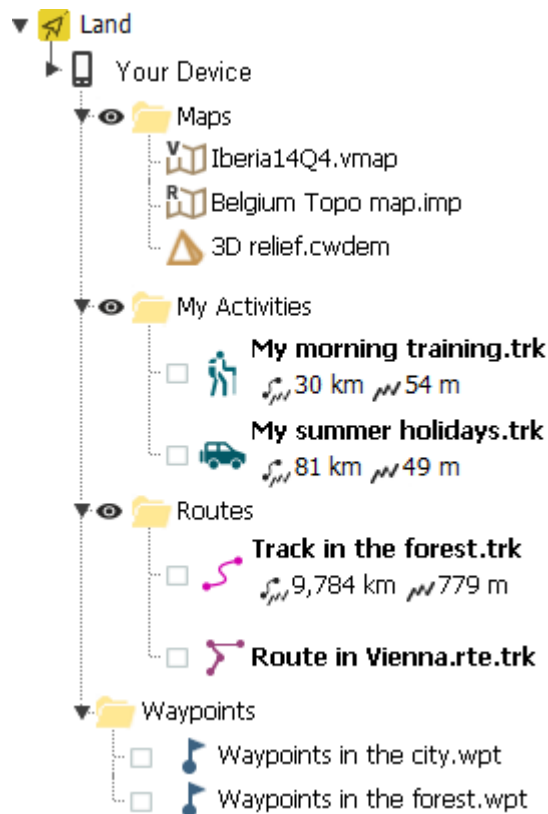 Land
Your Device
Maps
V Iberia14Q4.vmap
R Belgium Topo map.imp
3D relief.cwdem
My Activities
My morning training.trk
30 km 54 m
My summer holidays.trk
81 km 49 m
Routes
Track in the forest.trk
9,784 km 779 m
Route in Vienna.rte.trk
Waypoints
Waypoints in the city.wpt
Waypoints in the forest.wpt